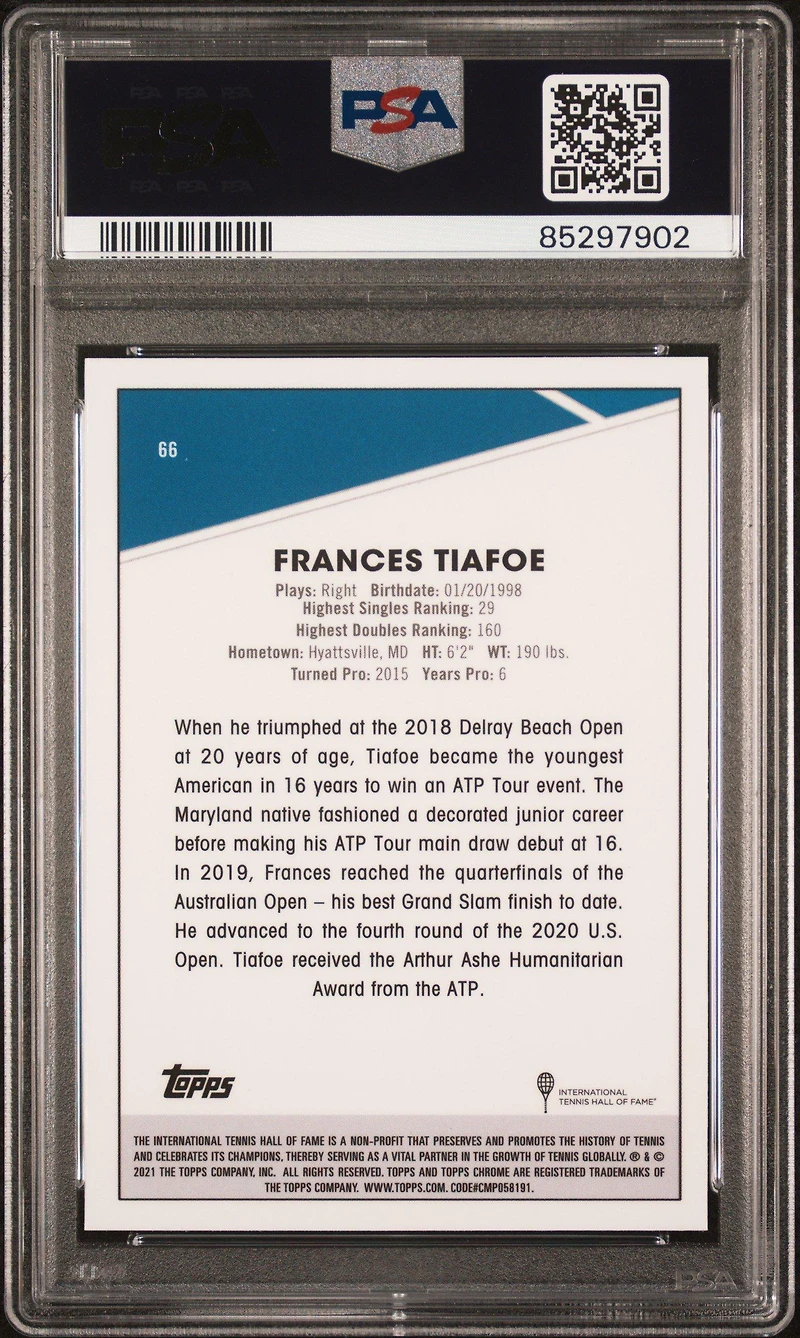 PSA PSA PSA
PSA
PSA PSA PSA
PSA
85297902
66
FRANCES TIAFOE
Plays: Right Birthdate: 01/20/1998
Highest Singles Ranking: 29
Highest Doubles Ranking: 160
Hometown: Hyattsville, MD HT: 6'2" WT: 190 lbs.
Turned Pro: 2015 Years Pro: 6
When he triumphed at the 2018 Delray Beach Open
at 20 years of age, Tiafoe became the youngest
American in 16 years to win an ATP Tour event. The
Maryland native fashioned a decorated junior career
before making his ATP Tour main draw debut at 16.
In 2019, Frances reached the quarterfinals of the
Australian Open – his best Grand Slam finish to date.
He advanced to the fourth round of the 2020 U.S.
Open. Tiafoe received the Arthur Ashe Humanitarian
Award from the ATP.
Topps
INTERNATIONAL
TENNIS HALL OF FAME®
THE INTERNATIONAL TENNIS HALL OF FAME IS A NON-PROFIT THAT PRESERVES AND PROMOTES THE HISTORY OF TENNIS
AND CELEBRATES ITS CHAMPIONS, THEREBY SERVING AS A VITAL PARTNER IN THE GROWTH OF TENNIS GLOBALLY. ® & ©
2021 THE TOPPS COMPANY, INC. ALL RIGHTS RESERVED. TOPPS AND TOPPS CHROME ARE REGISTERED TRADEMARKS OF
THE TOPPS COMPANY. WWW.TOPPS.COM. CODE#CMP058191.
PSA